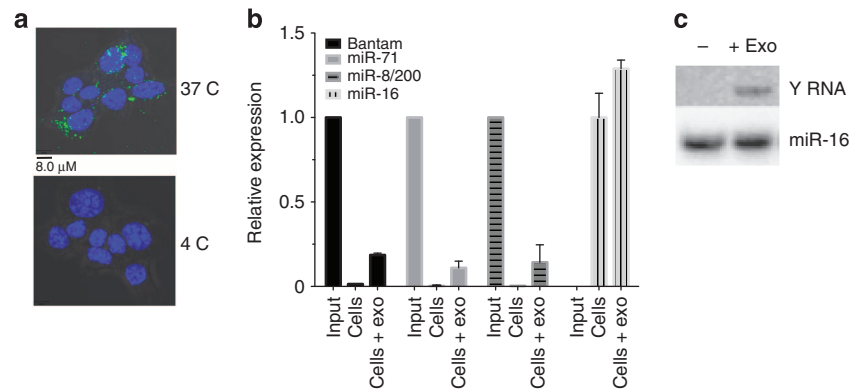 a
37 C
8.0 μM
4 C
b
Relative expression
1.5
1.0
0.5
0
Bantam
miR-71
miR-8/200
miR-16
Input
Cells
Cells + exo
Input
Cells
Cells + exo
Input
Cells
Cells + exo
Input
Cells
Cells + exo
c
– + Exo
Y RNA
miR-16